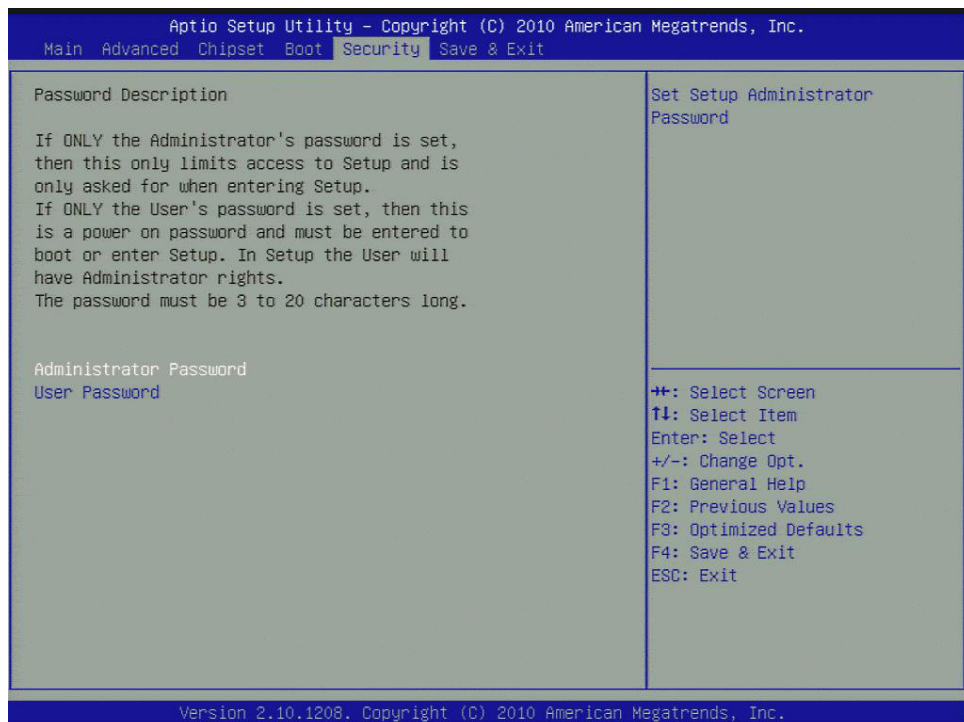 Aptio Setup Utility – Copyright (C) 2010 American Megatrends, Inc.
Main Advanced Chipset Boot Security Save & Exit
Password Description
If ONLY the Administrator's password is set,
then this only limits access to Setup and is
only asked for when entering Setup.
If ONLY the User's password is set, then this
is a power on password and must be entered to
boot or enter Setup. In Setup the User will
have Administrator rights.
The password must be 3 to 20 characters long.
Administrator Password
User Password
Set Setup Administrator
Password
→←: Select Screen
↑↓: Select Item
Enter: Select
+/-: Change Opt.
F1: General Help
F2: Previous Values
F3: Optimized Defaults
F4: Save & Exit
ESC: Exit
Version 2.10.1208. Copyright (C) 2010 American Megatrends, Inc.